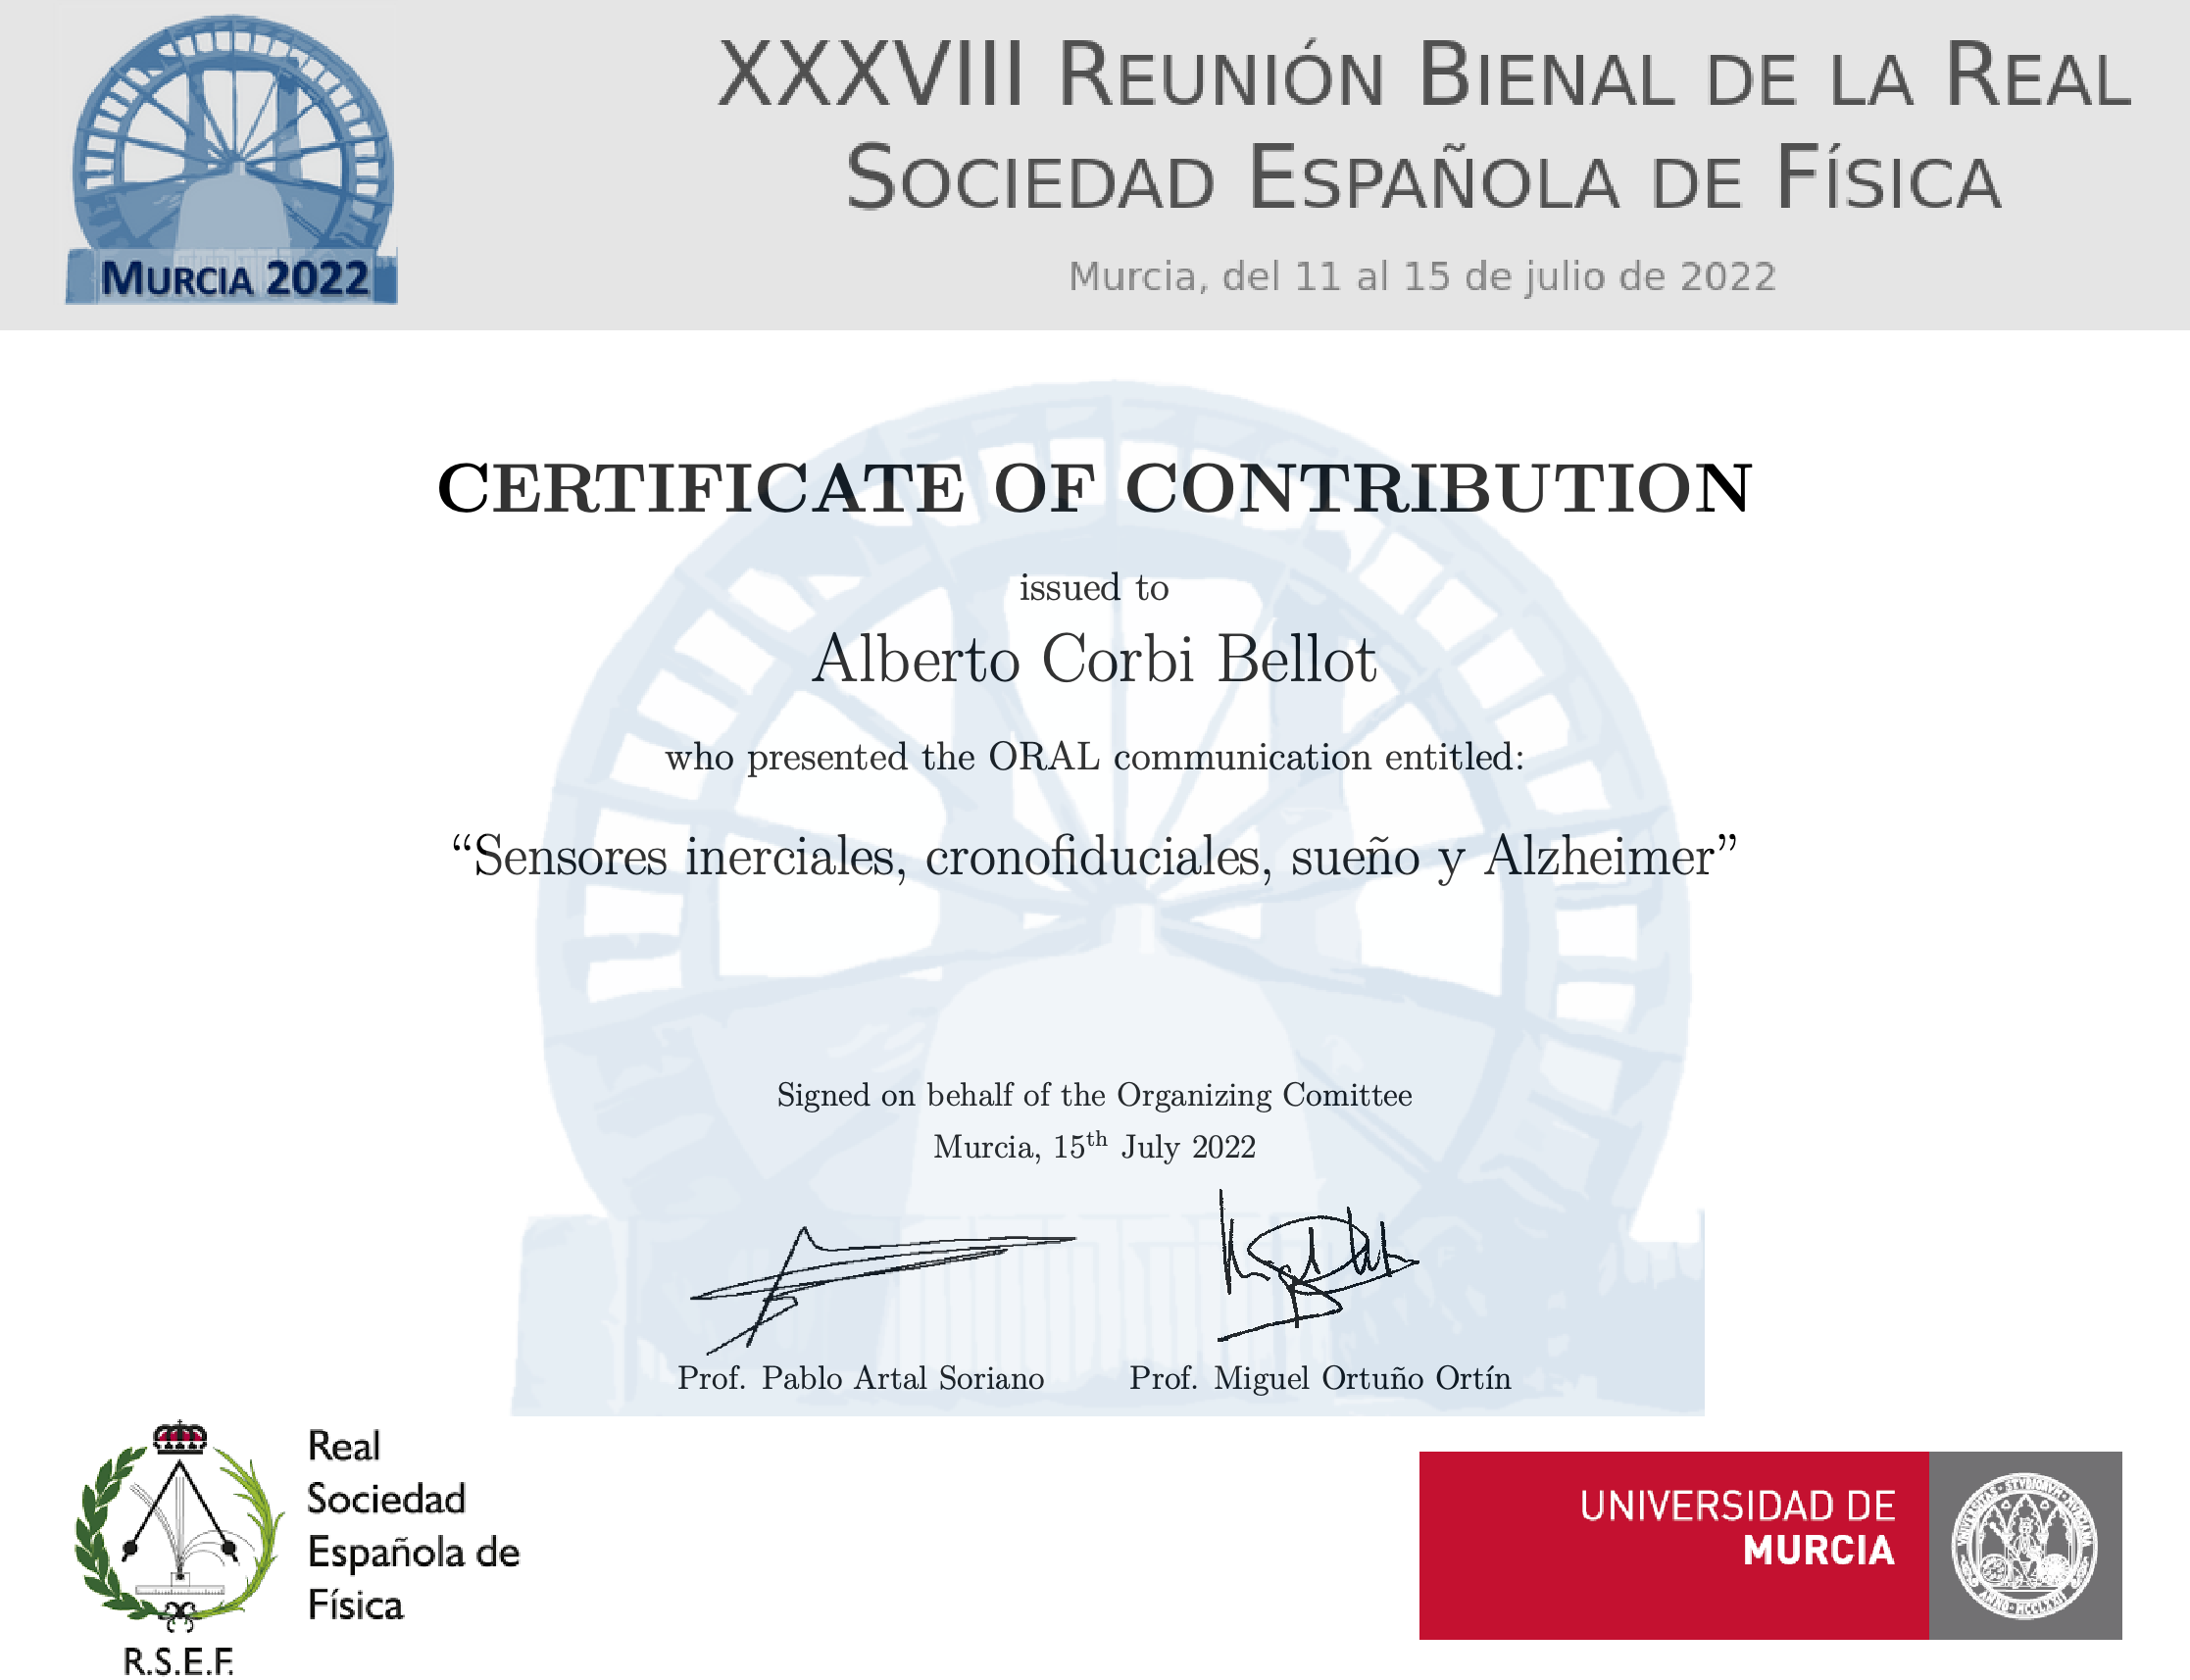 XXXVIII REUNIÓN BIENAL DE LA REAL
SOCIEDAD ESPAÑOLA DE FÍSICA
Murcia, del 11 al 15 de julio de 2022
MURCIA 2022
CERTIFICATE OF CONTRIBUTION
issued to
Alberto Corbi Bellot
who presented the ORAL communication entitled:
“Sensores inerciales, cronofiduciales, sueño y Alzheimer”
Signed on behalf of the Organizing Comittee
Murcia, 15th July 2022
Prof. Pablo Artal Soriano
Prof. Miguel Ortuño Ortín
Real
Sociedad
Española de
Física
R.S.E.F.
UNIVERSIDAD DE
MURCIA